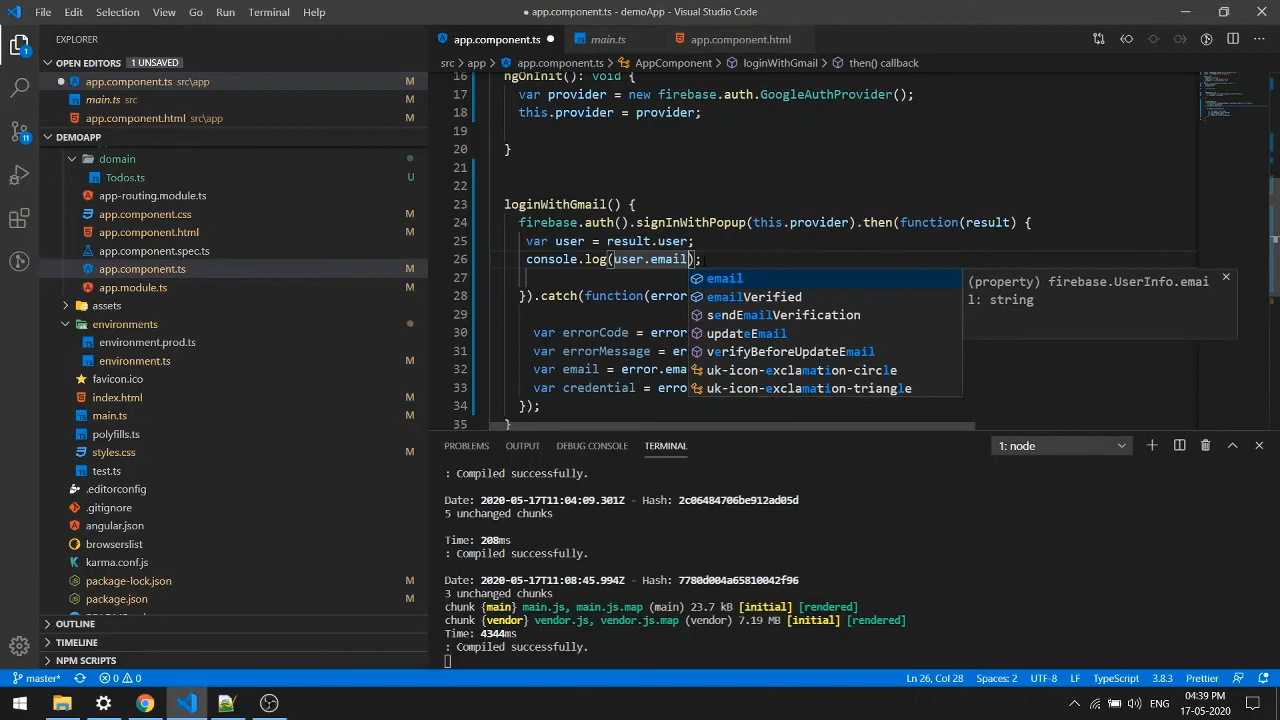 File Edit Selection View Go Run Terminal Help
● app.component.ts - demoApp - Visual Studio Code
EXPLORER
OPEN EDITORS 1 UNSAVED
app.component.ts src\app M
main.ts src M
app.component.html src\app M
DEMOAPP
domain
Todos.ts U
app-routing.module.ts
app.component.css M
app.component.html M
app.component.spec.ts
app.component.ts M
app.module.ts M
assets
environments
environment.prod.ts
environment.ts M
favicon.ico
index.html M
main.ts M
polyfills.ts
styles.css M
test.ts
.editorconfig
.gitignore
angular.json
browserslist
karma.conf.js
package-lock.json M
package.json M
OUTLINE
TIMELINE
NPM SCRIPTS
app.component.ts main.ts app.component.html
src > app > app.component.ts > AppComponent > loginWithGmail > then() callback
16 ngOnInit(): void {
17 var provider = new firebase.auth.GoogleAuthProvider();
18 this.provider = provider;
19
20 }
21
22
23 loginWithGmail() {
24 firebase.auth().signInWithPopup(this.provider).then(function(result) {
25 var user = result.user;
26 console.log(user.email);
27
28 }).catch(function(error
29
30 var errorCode = e
31 var errorMessage = er
32 var email = error.ema
33 var credential = erro
34 });
35 }
email
emailVerified
sendEmailVerification
updateEmail
verifyBeforeUpdateEmail
uk-icon-exclamation-circle
uk-icon-exclamation-triangle
(property) firebase.UserInfo.emai
l: string
PROBLEMS OUTPUT DEBUG CONSOLE TERMINAL 1: node
: Compiled successfully.
Date: 2020-05-17T11:04:09.301Z - Hash: 2c06484706be912ad05d
5 unchanged chunks
Time: 208ms
: Compiled successfully.
Date: 2020-05-17T11:08:45.994Z - Hash: 7780d004a65810042f96
3 unchanged chunks
chunk {main} main.js, main.js.map (main) 23.7 kB [initial] [rendered]
chunk {vendor} vendor.js, vendor.js.map (vendor) 7.19 MB [initial] [rendered]
Time: 4344ms
: Compiled successfully.
master* 0 0 Ln 26, Col 28 Spaces: 2 UTF-8 LF TypeScript 3.8.3 Prettier
1
11
ENG
04:39 PM
17-05-2020